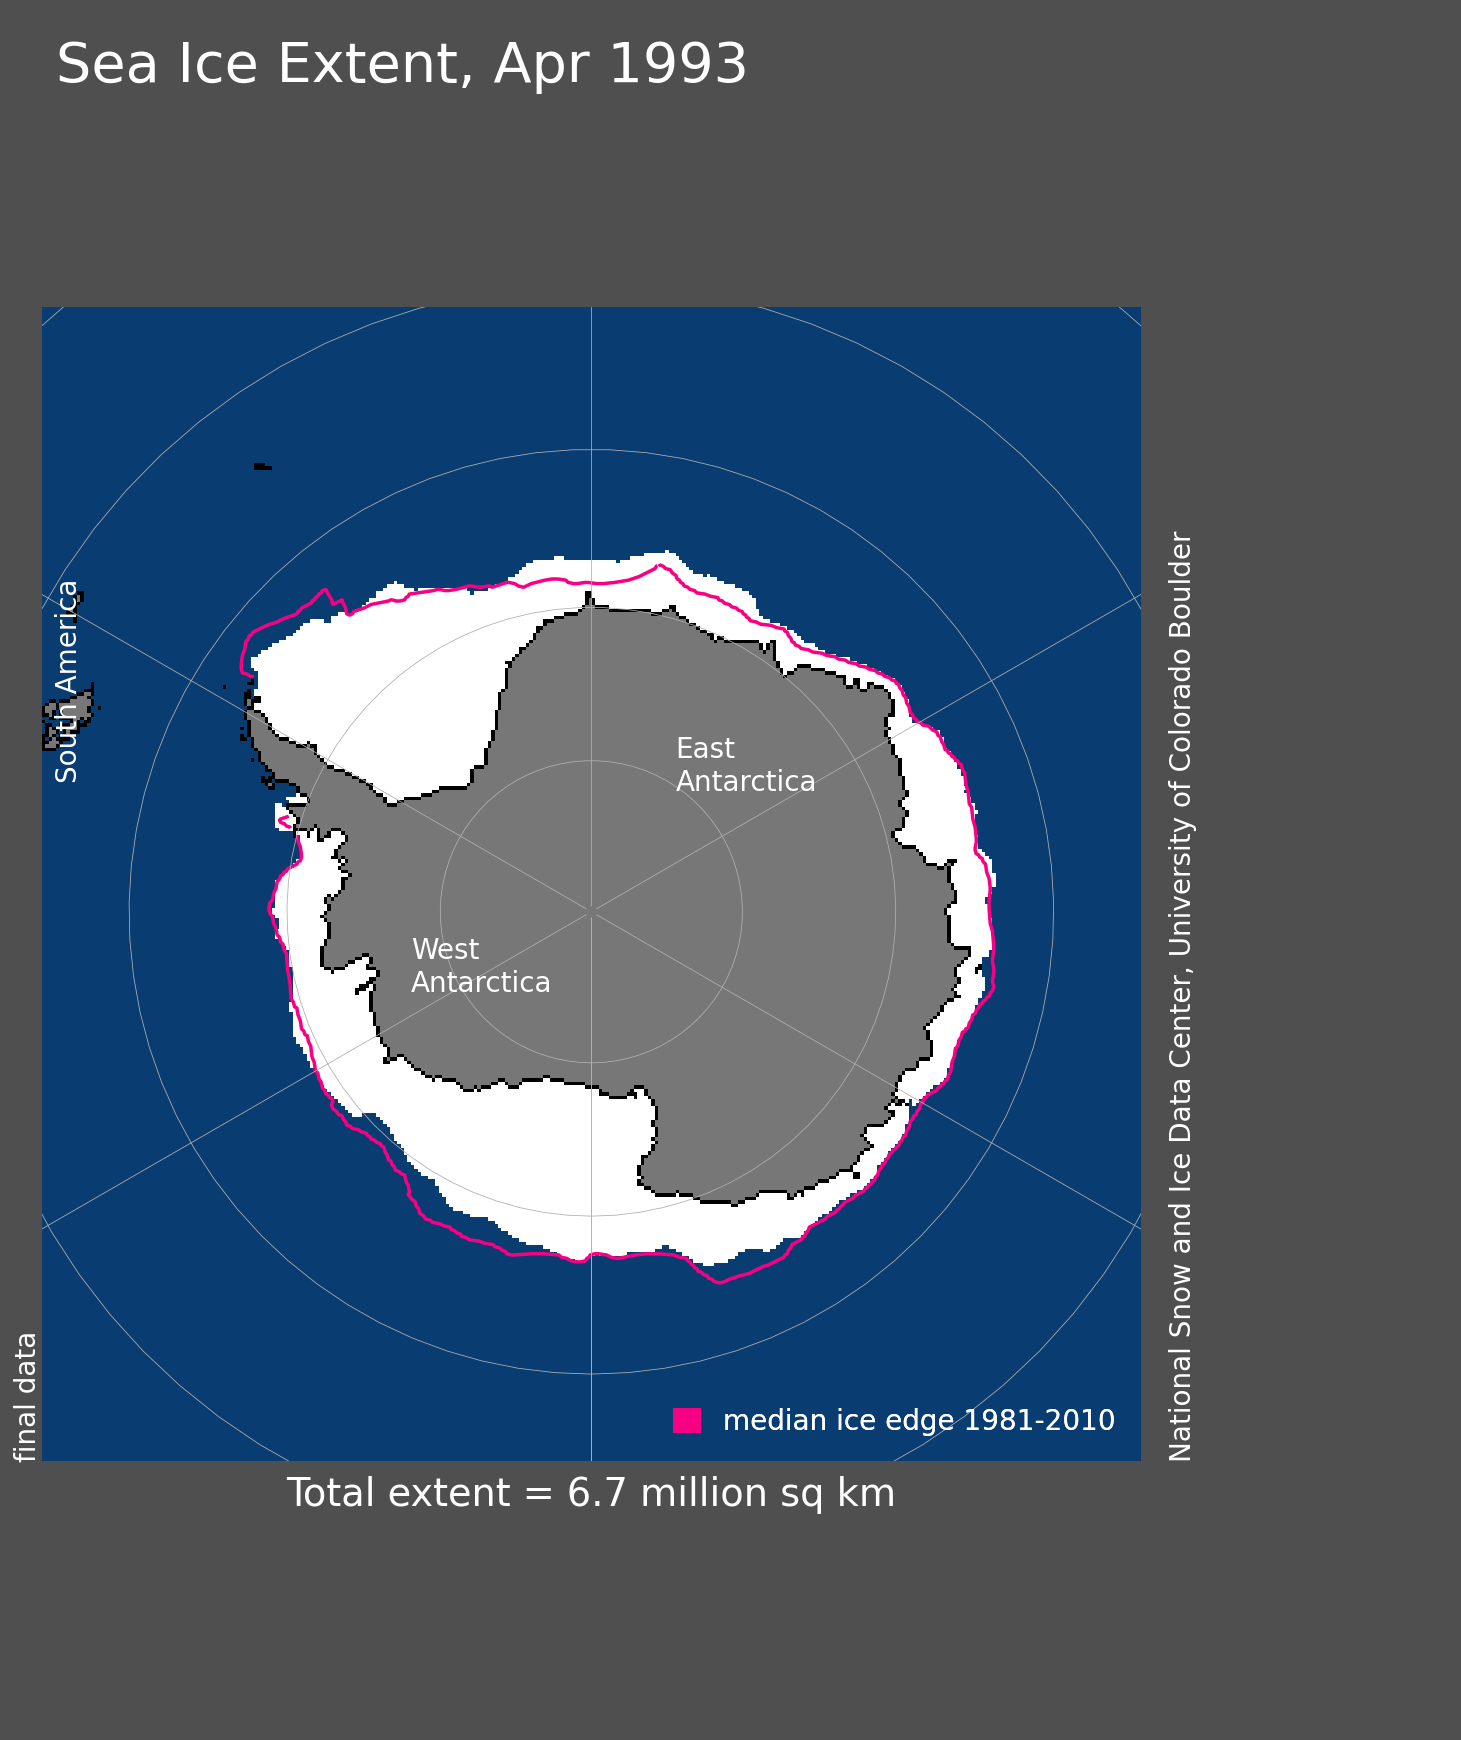 Sea Ice Extent, Apr 1993
South America
East
Antarctica
West
Antarctica
median ice edge 1981-2010
final data
National Snow and Ice Data Center, University of Colorado Boulder
Total extent = 6.7 million sq km